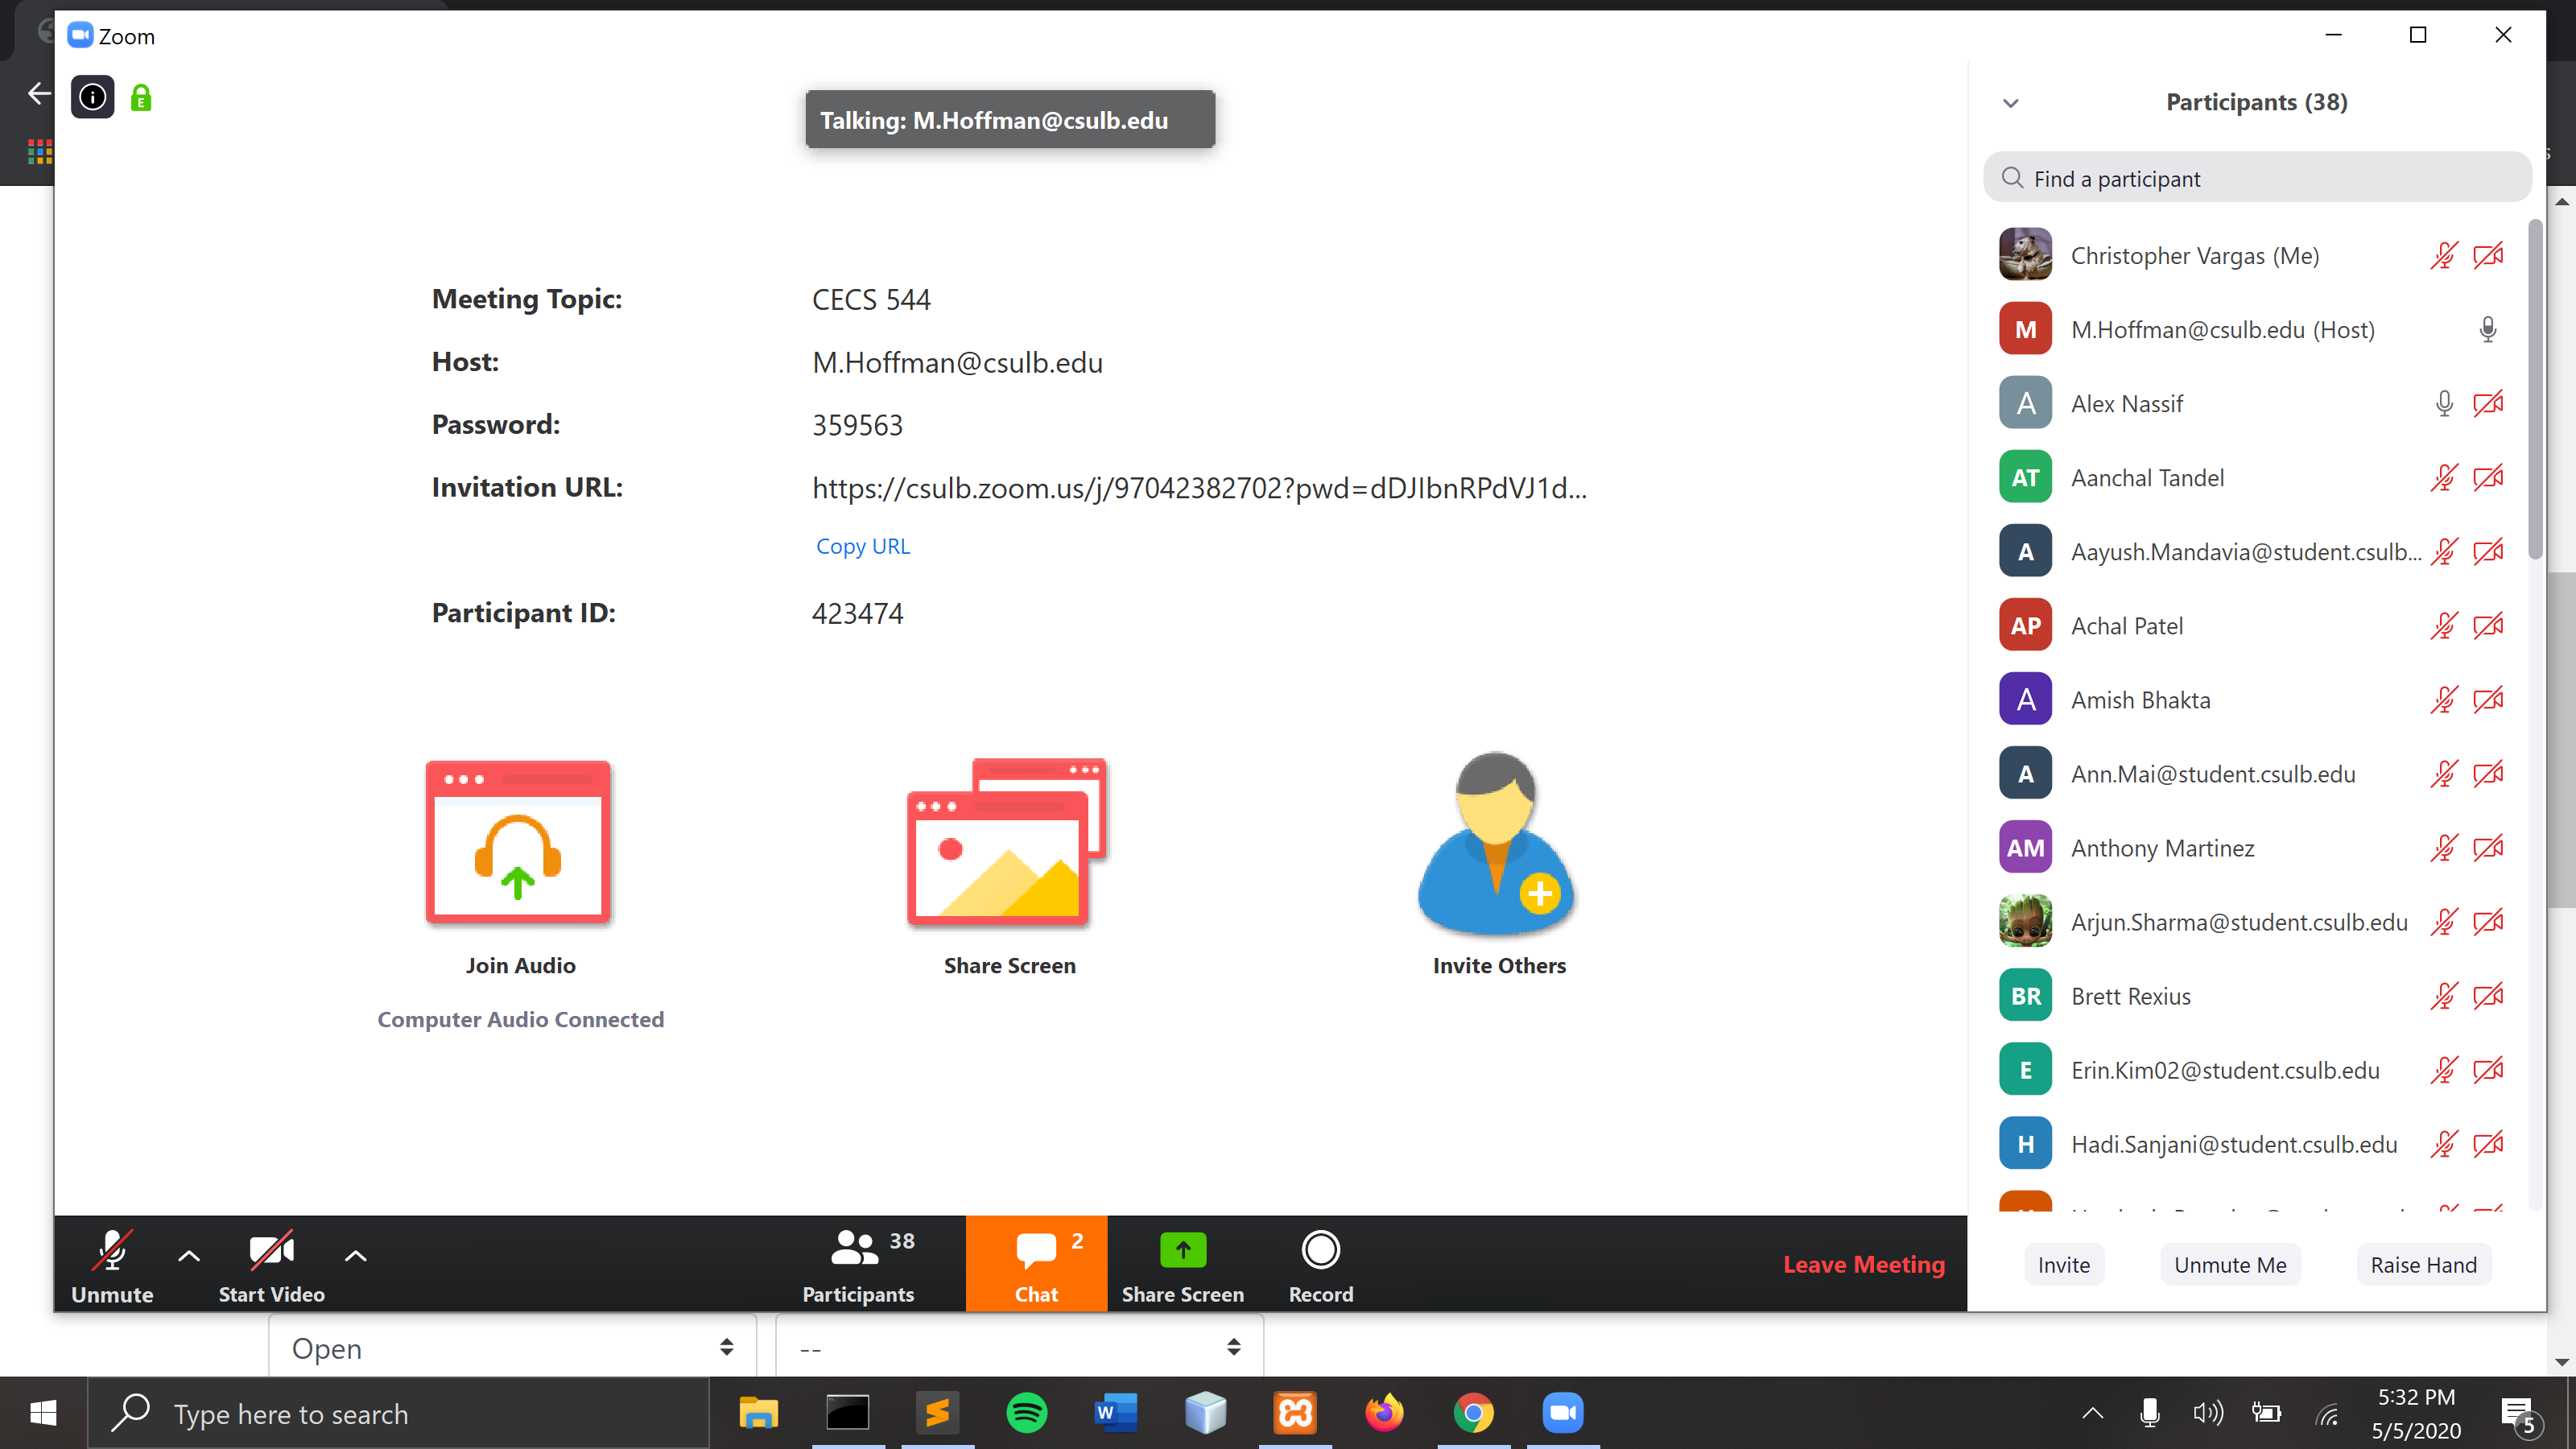 Zoom
Talking: M.Hoffman@csulb.edu
Meeting Topic: CECS 544
Host: M.Hoffman@csulb.edu
Password: 359563
Invitation URL: https://csulb.zoom.us/j/97042382702?pwd=dDJIbnRPdVJ1d...
Copy URL
Participant ID: 423474
Join Audio
Share Screen
Invite Others
Computer Audio Connected
Participants (38)
Find a participant
Christopher Vargas (Me)
M M.Hoffman@csulb.edu (Host)
A Alex Nassif
AT Aanchal Tandel
A Aayush.Mandavia@student.csulb...
AP Achal Patel
A Amish Bhakta
A Ann.Mai@student.csulb.edu
AM Anthony Martinez
Arjun.Sharma@student.csulb.edu
BR Brett Rexius
E Erin.Kim02@student.csulb.edu
H Hadi.Sanjani@student.csulb.edu
Invite Unmute Me Raise Hand
Unmute
Start Video
Participants 38
Chat 2
Share Screen
Record
Leave Meeting
Open
--
Type here to search
5:32 PM
5/5/2020
5